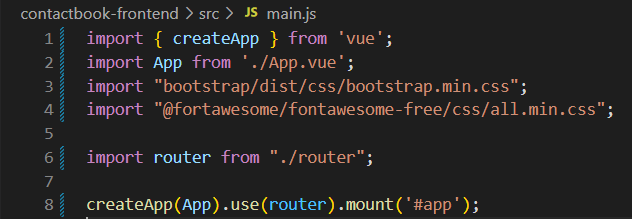 contactbook-frontend > src > JS main.js
1 import { createApp } from 'vue';
2 import App from './App.vue';
3 import "bootstrap/dist/css/bootstrap.min.css";
4 import "@fortawesome/fontawesome-free/css/all.min.css";
5
6 import router from "./router";
7
8 createApp(App).use(router).mount('#app');